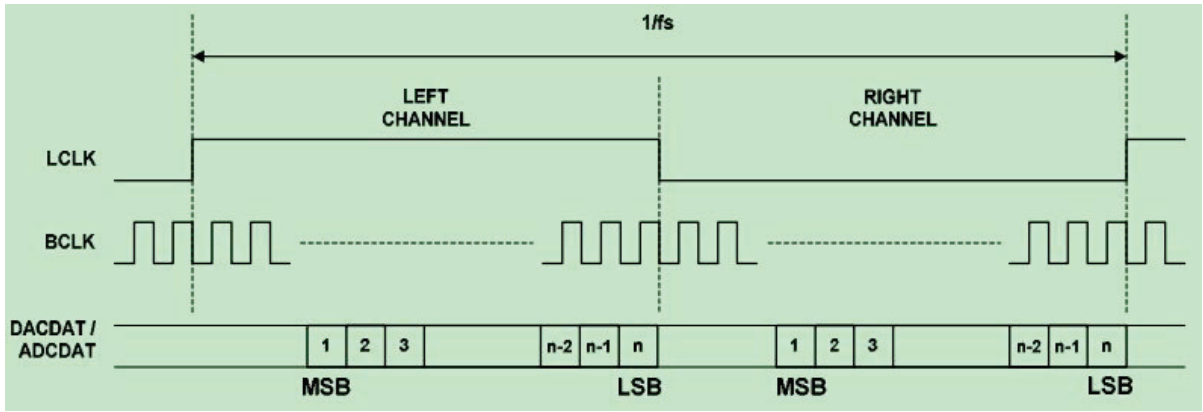 1/fs
LEFT
CHANNEL
RIGHT
CHANNEL
LCLK
BCLK
DACDAT /
ADCDAT
1 2 3 n-2 n-1 n 1 2 3 n-2 n-1 n
MSB LSB MSB LSB